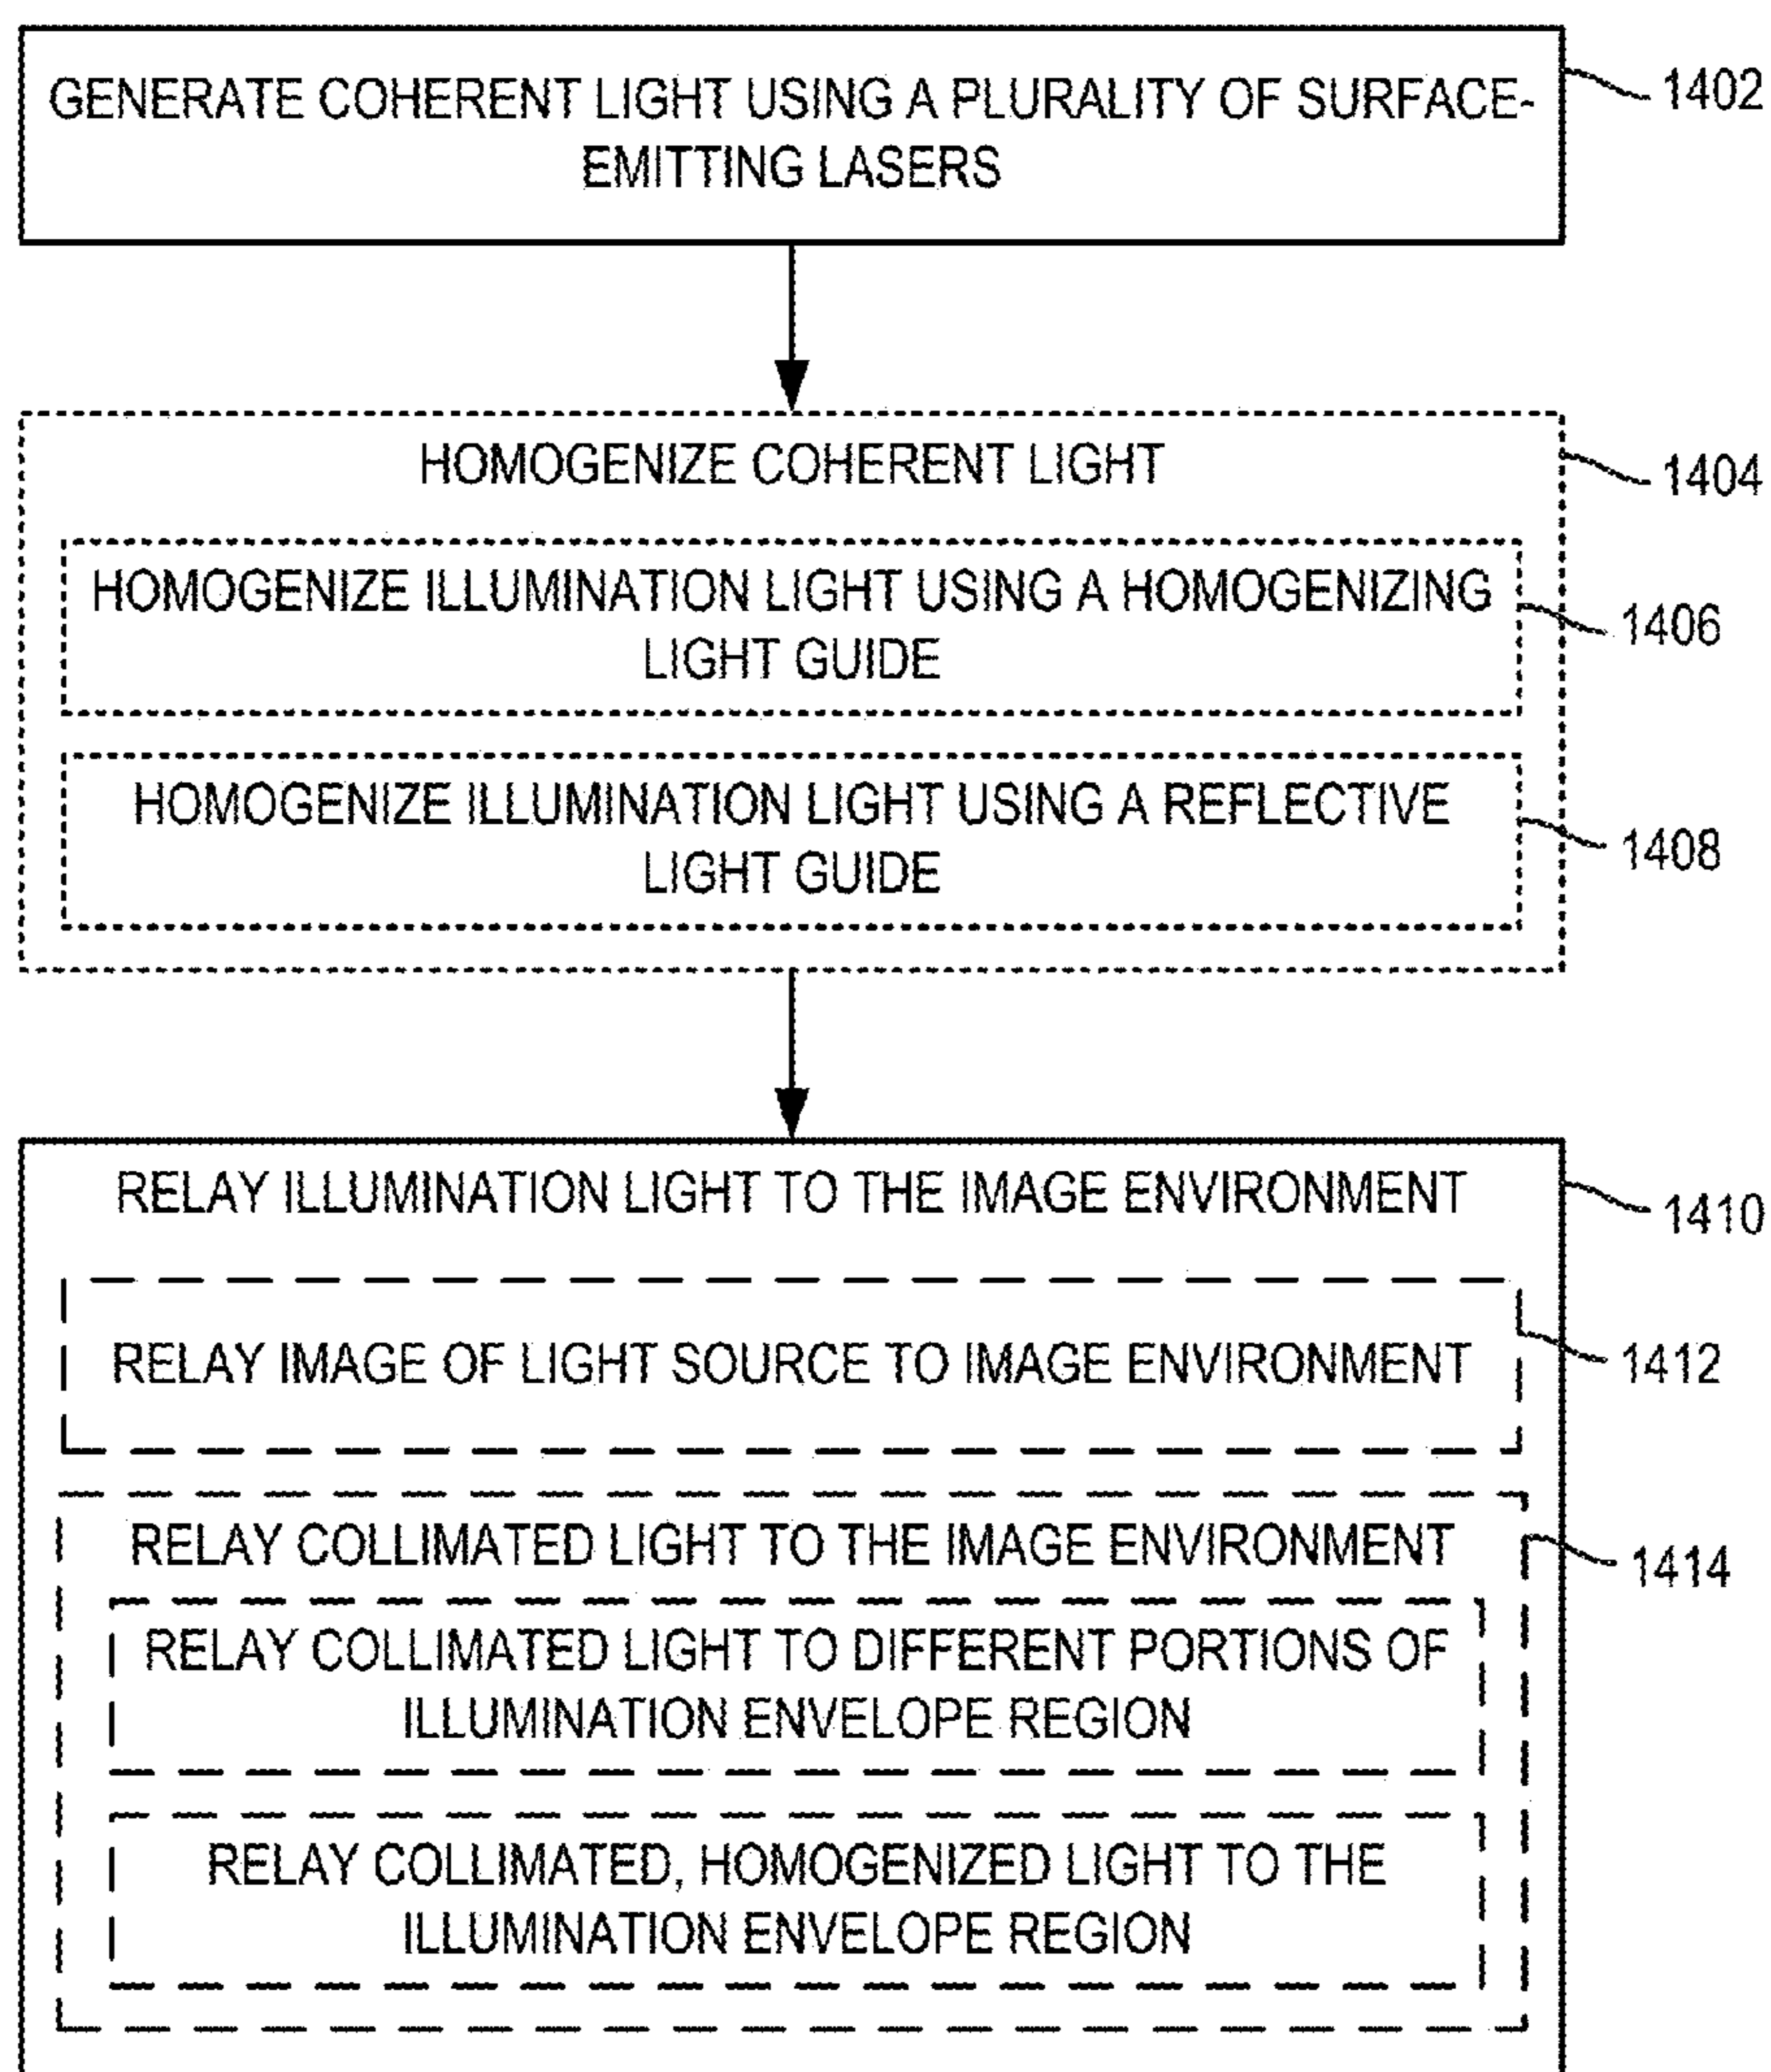 GENERATE COHERENT LIGHT USING A PLURALITY OF SURFACE-
EMITTING LASERS
1402
HOMOGENIZE COHERENT LIGHT
1404
HOMOGENIZE ILLUMINATION LIGHT USING A HOMOGENIZING
LIGHT GUIDE
1406
HOMOGENIZE ILLUMINATION LIGHT USING A REFLECTIVE
LIGHT GUIDE
1408
RELAY ILLUMINATION LIGHT TO THE IMAGE ENVIRONMENT
1410
RELAY IMAGE OF LIGHT SOURCE TO IMAGE ENVIRONMENT
1412
RELAY COLLIMATED LIGHT TO THE IMAGE ENVIRONMENT
1414
RELAY COLLIMATED LIGHT TO DIFFERENT PORTIONS OF
ILLUMINATION ENVELOPE REGION
RELAY COLLIMATED, HOMOGENIZED LIGHT TO THE
ILLUMINATION ENVELOPE REGION